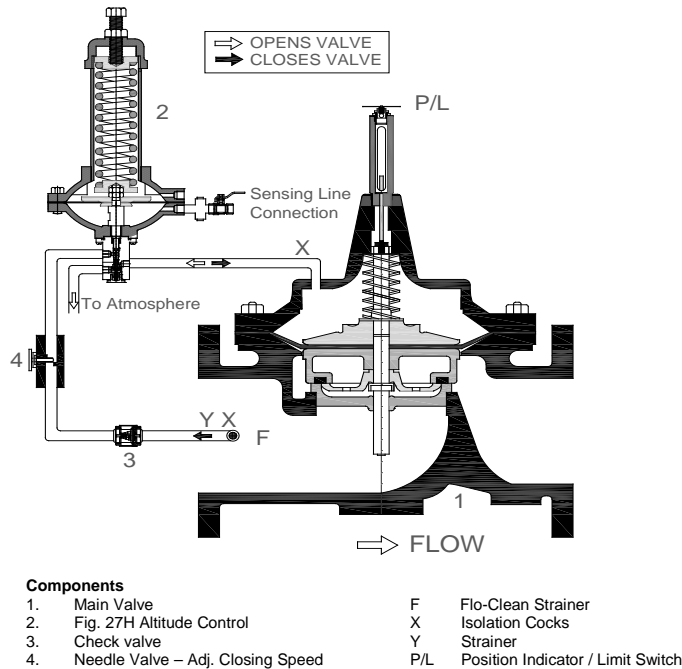 OPENS VALVE
CLOSES VALVE
P/L
2
Sensing Line
Connection
X
To Atmosphere
4
Y X
F
3
1
FLOW
Components
1. Main Valve
2. Fig. 27H Altitude Control
3. Check valve
4. Needle Valve – Adj. Closing Speed
F Flo-Clean Strainer
X Isolation Cocks
Y Strainer
P/L Position Indicator / Limit Switch